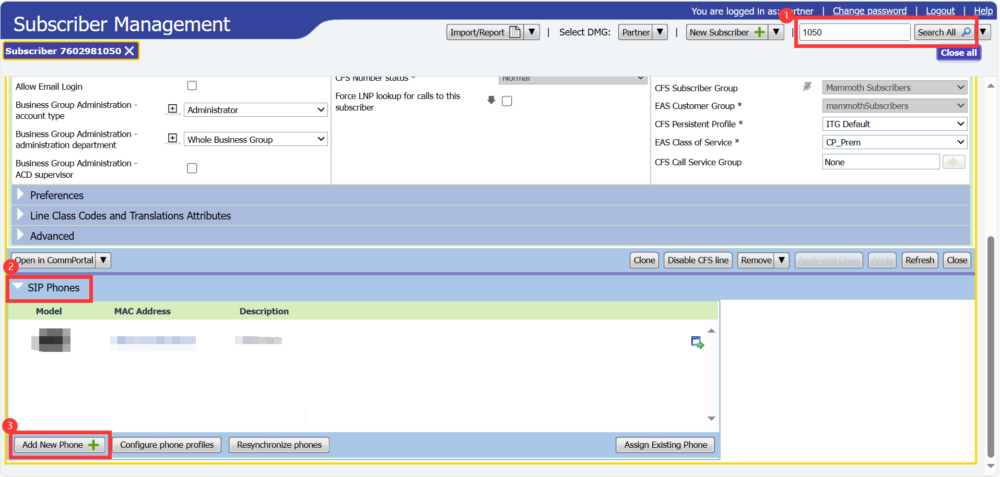 You are logged in as: | Change password | Logout | Help
1
Subscriber Management
Import/Report | Select DMG: Partner | New Subscriber | 1050 Search All
Subscriber 7602981050
Close all
Allow Email Login
Business Group Administration -
account type
Administrator
Business Group Administration -
administration department
Whole Business Group
Business Group Administration -
ACD supervisor
CFS Number status * Normal
Force LNP lookup for calls to this
subscriber
CFS Subscriber Group Mammoth Subscribers
EAS Customer Group * mammothSubscribers
CFS Persistent Profile * ITG Default
EAS Class of Service * CP_Prem
CFS Call Service Group None
Preferences
Line Class Codes and Translations Attributes
Advanced
Open in CommPortal Clone Disable CFS line Remove Apply and Close Apply Refresh Close
2
SIP Phones
Model MAC Address Description
3
Add New Phone Configure phone profiles Resynchronize phones Assign Existing Phone